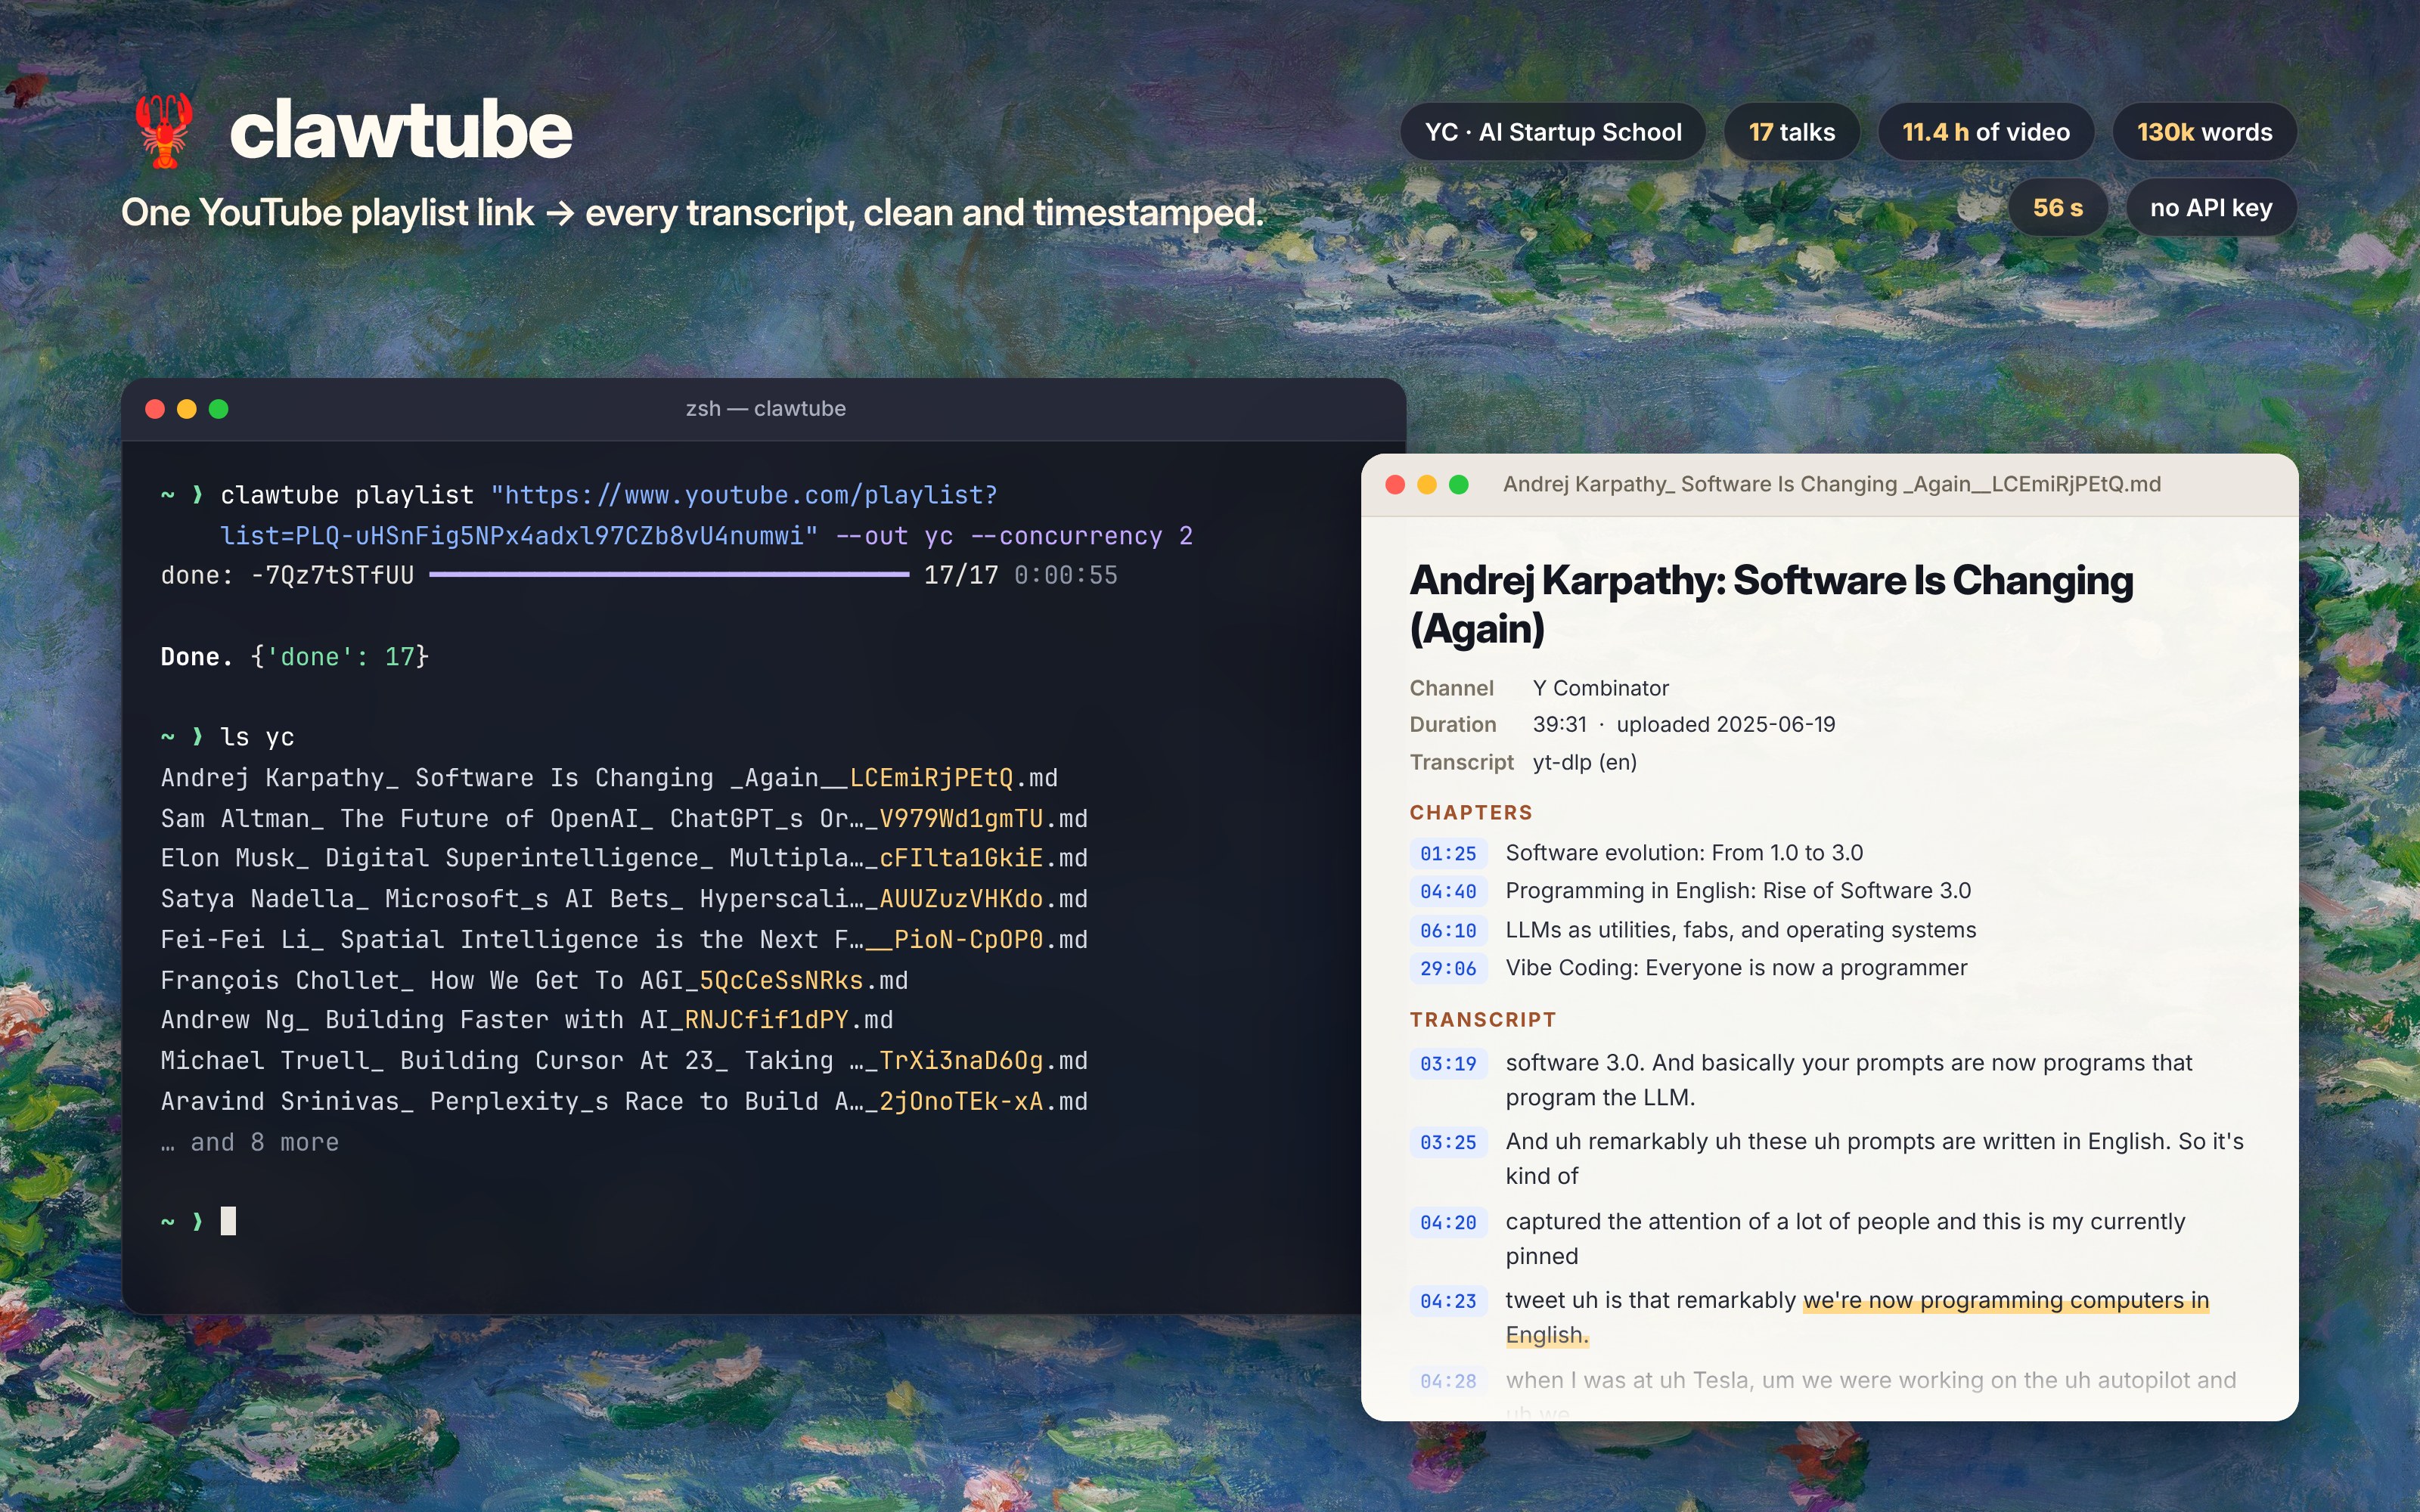 🦞 clawtube
One YouTube playlist link → every transcript, clean and timestamped.
YC · AI Startup School
17 talks
11.4 h of video
130k words
56 s
no API key
zsh — clawtube
~ ❯ clawtube playlist "https://www.youtube.com/playlist?
list=PLQ-uHSnFig5NPx4adxl97CZb8vU4numwi" --out yc --concurrency 2
done: -7Qz7tSTfUU 17/17 0:00:55
Done. {'done': 17}
~ ❯ ls yc
Andrej Karpathy_ Software Is Changing _Again__LCEmiRjPEtQ.md
Sam Altman_ The Future of OpenAI_ ChatGPT_s Or…_V979Wd1gmTU.md
Elon Musk_ Digital Superintelligence_ Multipla…_cFIlta1GkiE.md
Satya Nadella_ Microsoft_s AI Bets_ Hyperscali…_AUUZuzVHKdo.md
Fei-Fei Li_ Spatial Intelligence is the Next F…__PioN-CpOP0.md
François Chollet_ How We Get To AGI_5QcCeSsNRks.md
Andrew Ng_ Building Faster with AI_RNJCfif1dPY.md
Michael Truell_ Building Cursor At 23_ Taking …_TrXi3naD6Og.md
Aravind Srinivas_ Perplexity_s Race to Build A…_2jOnoTEk-xA.md
… and 8 more
~ ❯
Andrej Karpathy_ Software Is Changing _Again__LCEmiRjPEtQ.md
Andrej Karpathy: Software Is Changing
(Again)
Channel Y Combinator
Duration 39:31 · uploaded 2025-06-19
Transcript yt-dlp (en)
CHAPTERS
01:25 Software evolution: From 1.0 to 3.0
04:40 Programming in English: Rise of Software 3.0
06:10 LLMs as utilities, fabs, and operating systems
29:06 Vibe Coding: Everyone is now a programmer
TRANSCRIPT
03:19 software 3.0. And basically your prompts are now programs that
program the LLM.
03:25 And uh remarkably uh these uh prompts are written in English. So it's
kind of
04:20 captured the attention of a lot of people and this is my currently
pinned
04:23 tweet uh is that remarkably we're now programming computers in
English.
04:28 when I was at uh Tesla, um we were working on the uh autopilot and
uh we